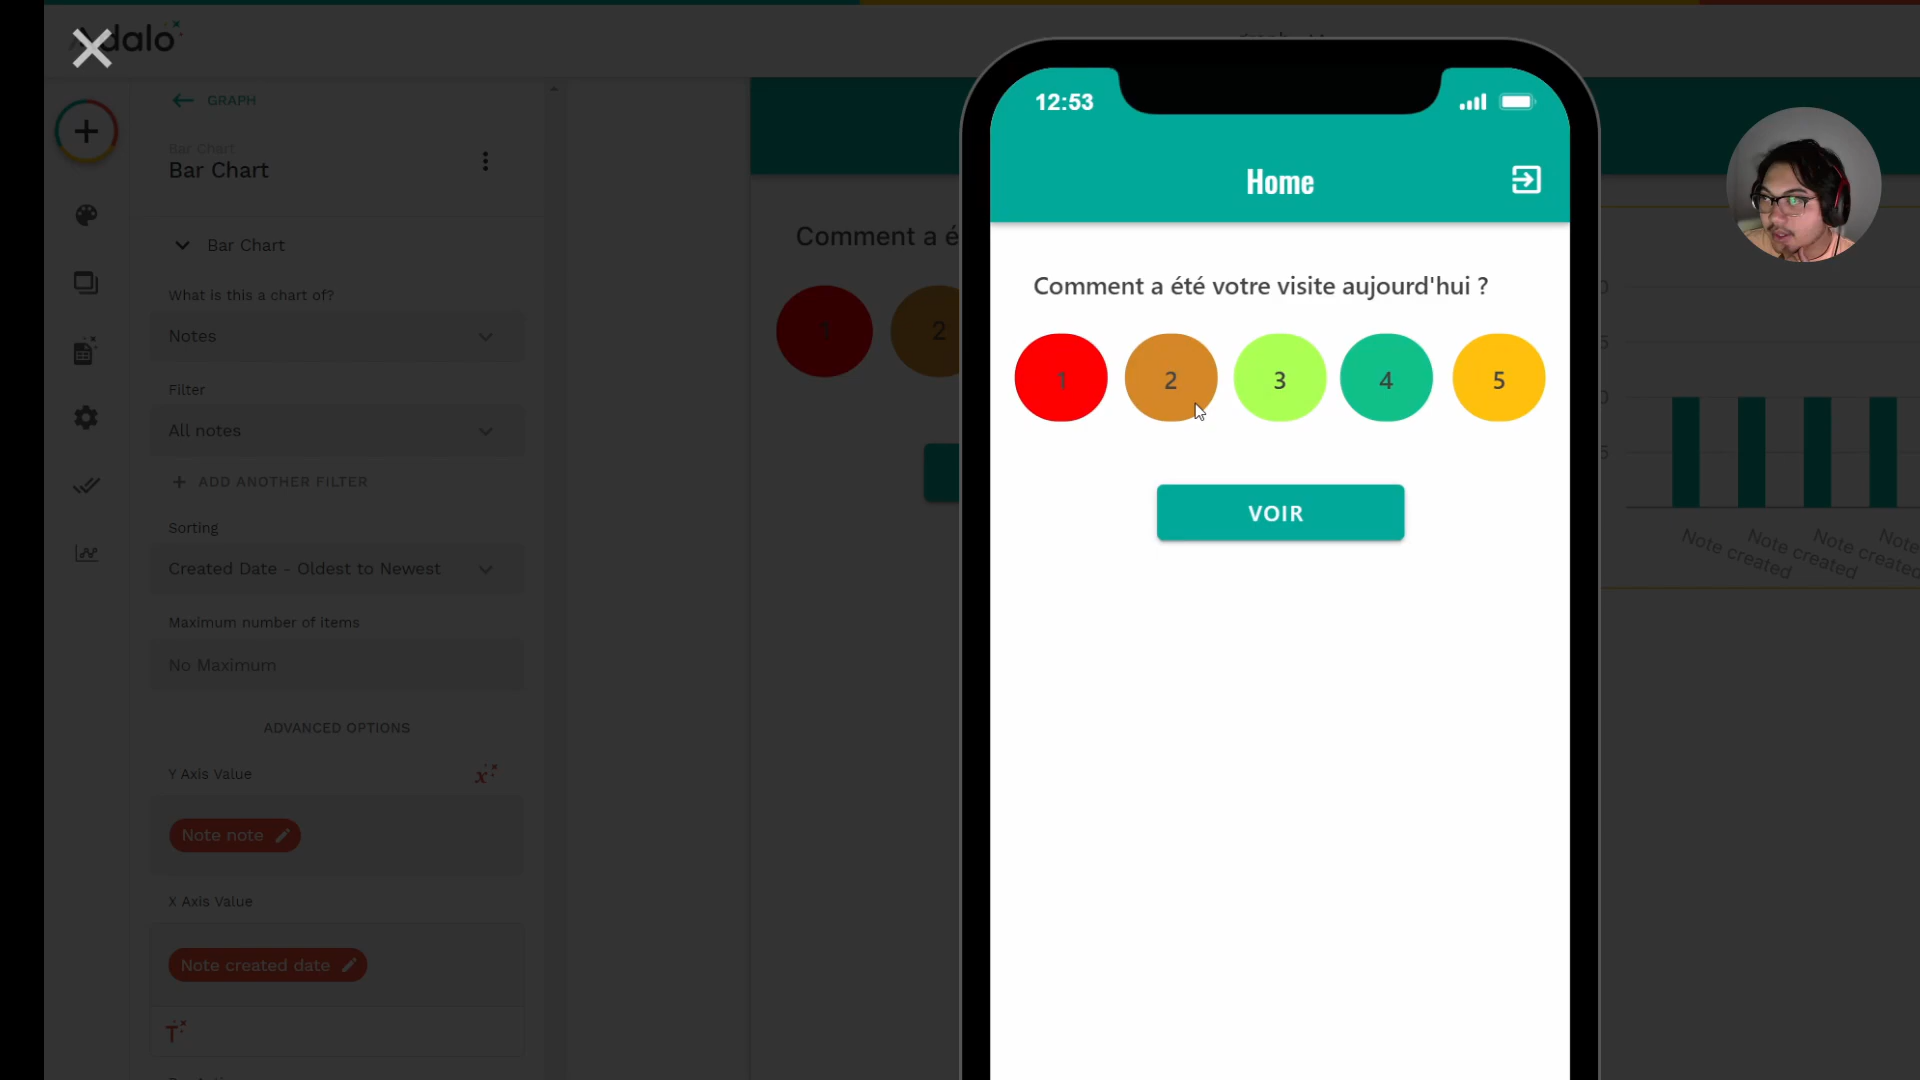 Adalo
GRAPH
Bar Chart
Bar Chart
Bar Chart
What is this a chart of?
Notes
Filter
All notes
+ ADD ANOTHER FILTER
Sorting
Created Date - Oldest to Newest
Maximum number of items
No Maximum
ADVANCED OPTIONS
Y Axis Value
Note note
X Axis Value
Note created date
Comment a é
1 2
12:53
Home
Comment a été votre visite aujourd'hui ?
1 2 3 4 5
VOIR
Note created
Note created
Note created
Note